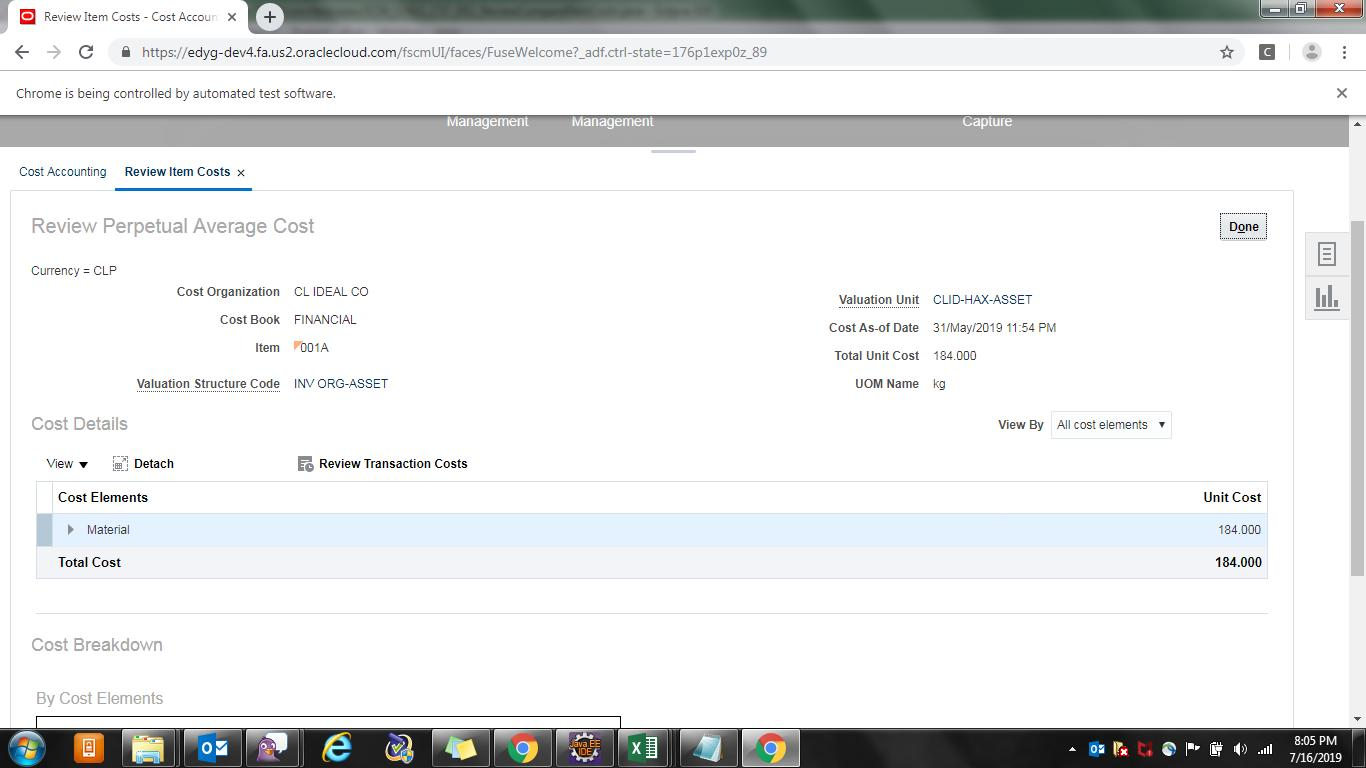 Review Item Costs - Cost Accoun
https://edyg-dev4.fa.us2.oraclecloud.com/fscmUI/faces/FuseWelcome?_adf.ctrl-state=176p1exp0z_89
C
Chrome is being controlled by automated test software.
Management Management Capture
Cost Accounting Review Item Costs
Review Perpetual Average Cost
Done
Currency = CLP
Cost Organization CL IDEAL CO
Valuation Unit CLID-HAX-ASSET
Cost Book FINANCIAL
Cost As-of Date 31/May/2019 11:54 PM
Item 001A
Total Unit Cost 184.000
Valuation Structure Code INV ORG-ASSET
UOM Name kg
Cost Details
View By All cost elements
View Detach Review Transaction Costs
Cost Elements Unit Cost
Material 184.000
Total Cost 184.000
Cost Breakdown
By Cost Elements
Java EE
IDE
8:05 PM
7/16/2019